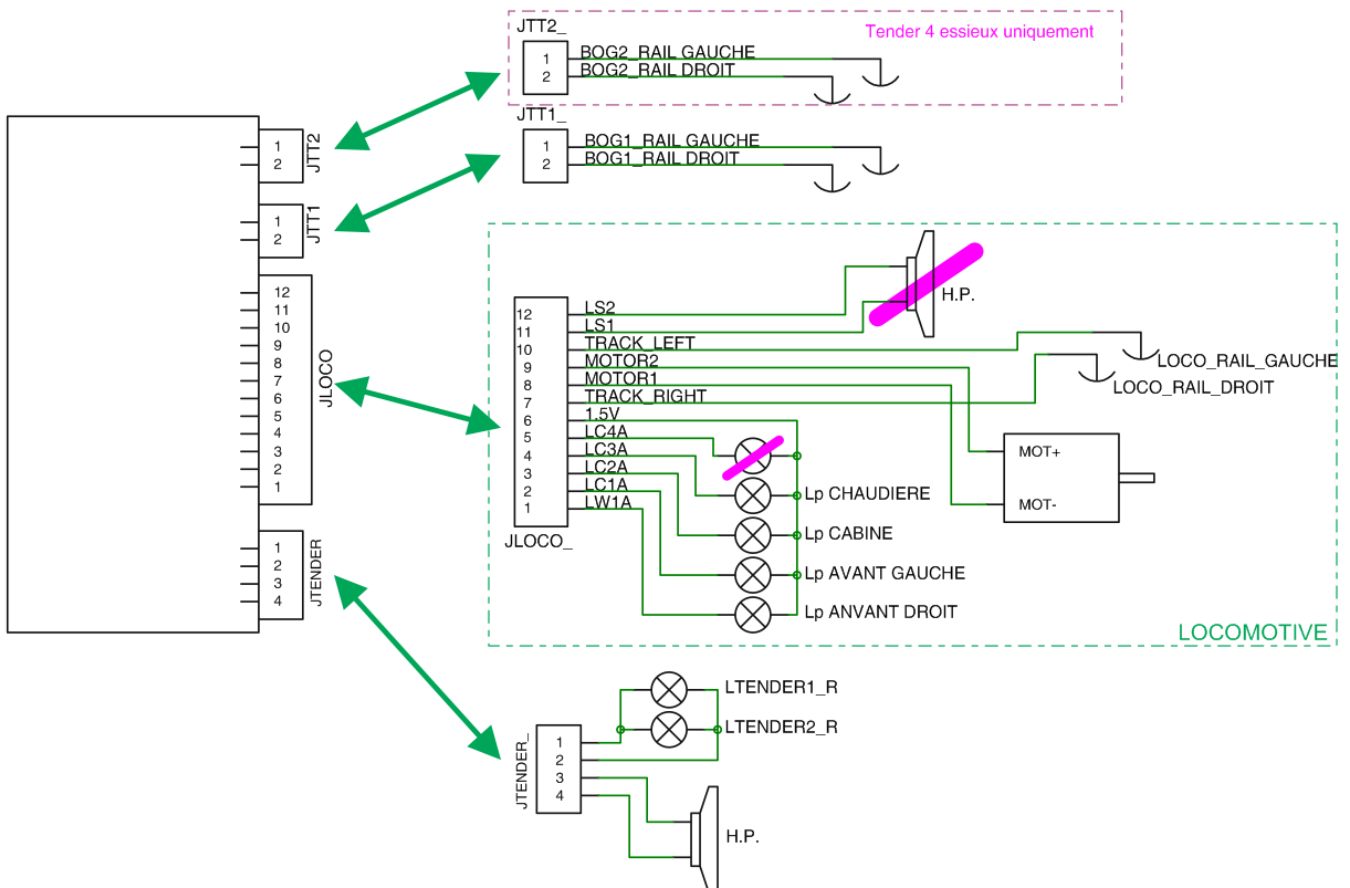 JTT2_
Tender 4 essieux uniquement
1 BOG2_RAIL GAUCHE
2 BOG2_RAIL DROIT
JTT1_
1 BOG1_RAIL GAUCHE
2 BOG1_RAIL DROIT
1
2
JTT2
1
2
JTT1
12
11
10
9
8
7
6
5
4
3
2
1
JLOCO
1
2
3
4
JTENDER
H.P.
12 LS2
11 LS1
10 TRACK_LEFT
9 MOTOR2
8 MOTOR1
7 TRACK_RIGHT
6 1.5V
5 LC4A
4 LC3A
3 LC2A
2 LC1A
1 LW1A
JLOCO_
LOCO_RAIL_GAUCHE
LOCO_RAIL_DROIT
MOT+
MOT-
Lp CHAUDIERE
Lp CABINE
Lp AVANT GAUCHE
Lp ANVANT DROIT
LOCOMOTIVE
LTENDER1_R
LTENDER2_R
JTENDER_
1
2
3
4
H.P.